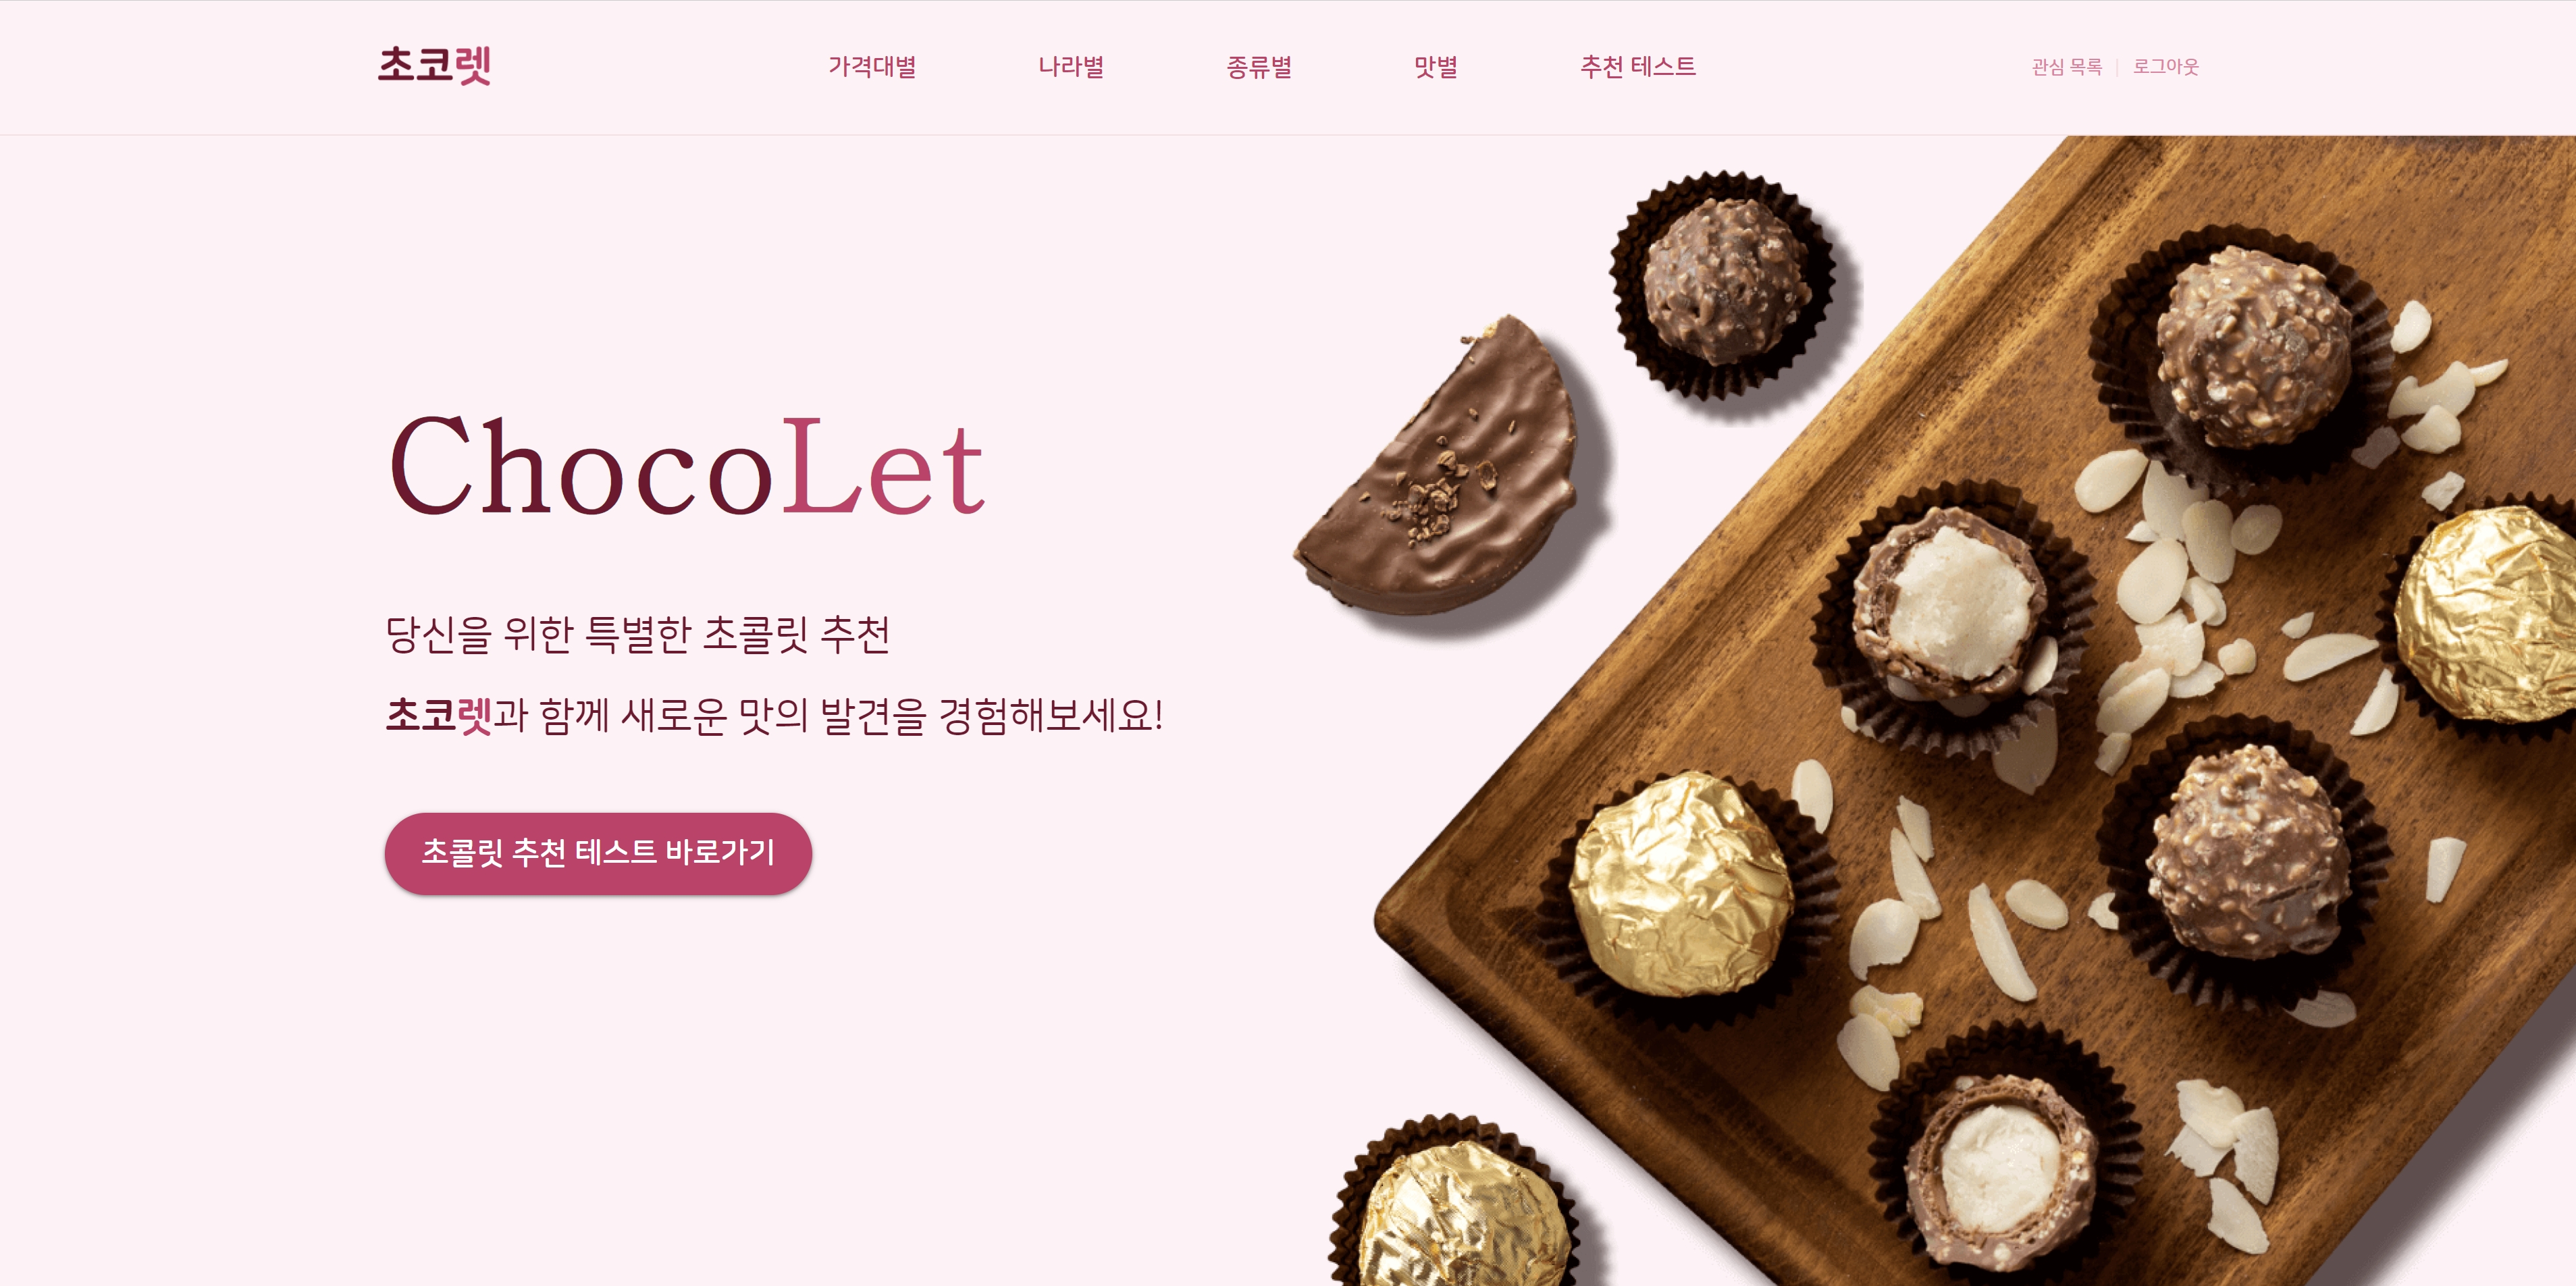 초코렛
가격대별
나라별
종류별
맛별
추천 테스트
관심 목록 | 로그아웃
ChocoLet
당신을 위한 특별한 초콜릿 추천
초코렛과 함께 새로운 맛의 발견을 경험해보세요!
초콜릿 추천 테스트 바로가기